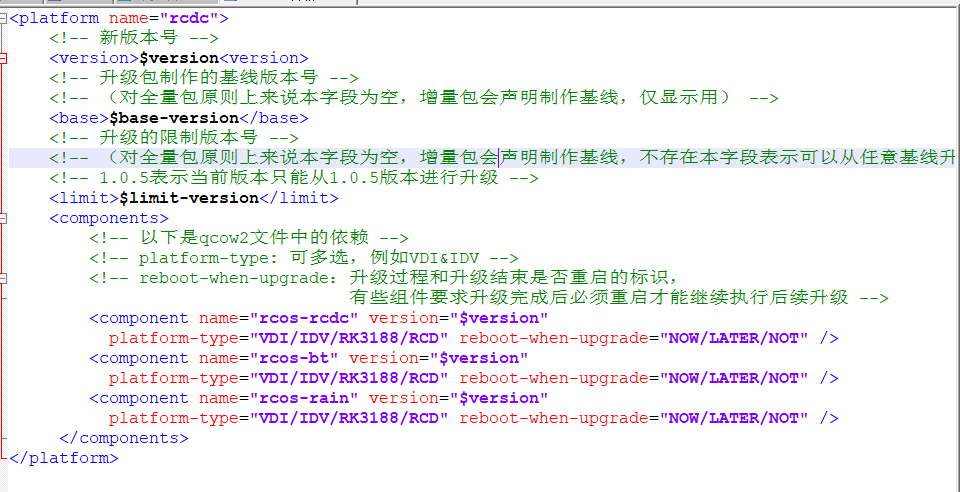 <platform name="rcdc">
<!-- 新版本号 -->
<version>$version<version>
<!-- 升级包制作的基线版本号 -->
<!-- （对全量包原则上来说本字段为空，增量包会声明制作基线，仅显示用） -->
<base>$base-version</base>
<!-- 升级的限制版本号 -->
<!-- （对全量包原则上来说本字段为空，增量包会声明制作基线，不存在本字段表示可以从任意基线升
<!-- 1.0.5表示当前版本只能从1.0.5版本进行升级 -->
<limit>$limit-version</limit>
<components>
<!-- 以下是qcow2文件中的依赖 -->
<!-- platform-type: 可多选，例如VDI&IDV -->
<!-- reboot-when-upgrade：升级过程和升级结束是否重启的标识，
有些组件要求升级完成后必须重启才能继续执行后续升级 -->
<component name="rcos-rcdc" version="$version"
platform-type="VDI/IDV/RK3188/RCD" reboot-when-upgrade="NOW/LATER/NOT" />
<component name="rcos-bt" version="$version"
platform-type="VDI/IDV/RK3188/RCD" reboot-when-upgrade="NOW/LATER/NOT" />
<component name="rcos-rain" version="$version"
platform-type="VDI/IDV/RK3188/RCD" reboot-when-upgrade="NOW/LATER/NOT" />
</components>
</platform>